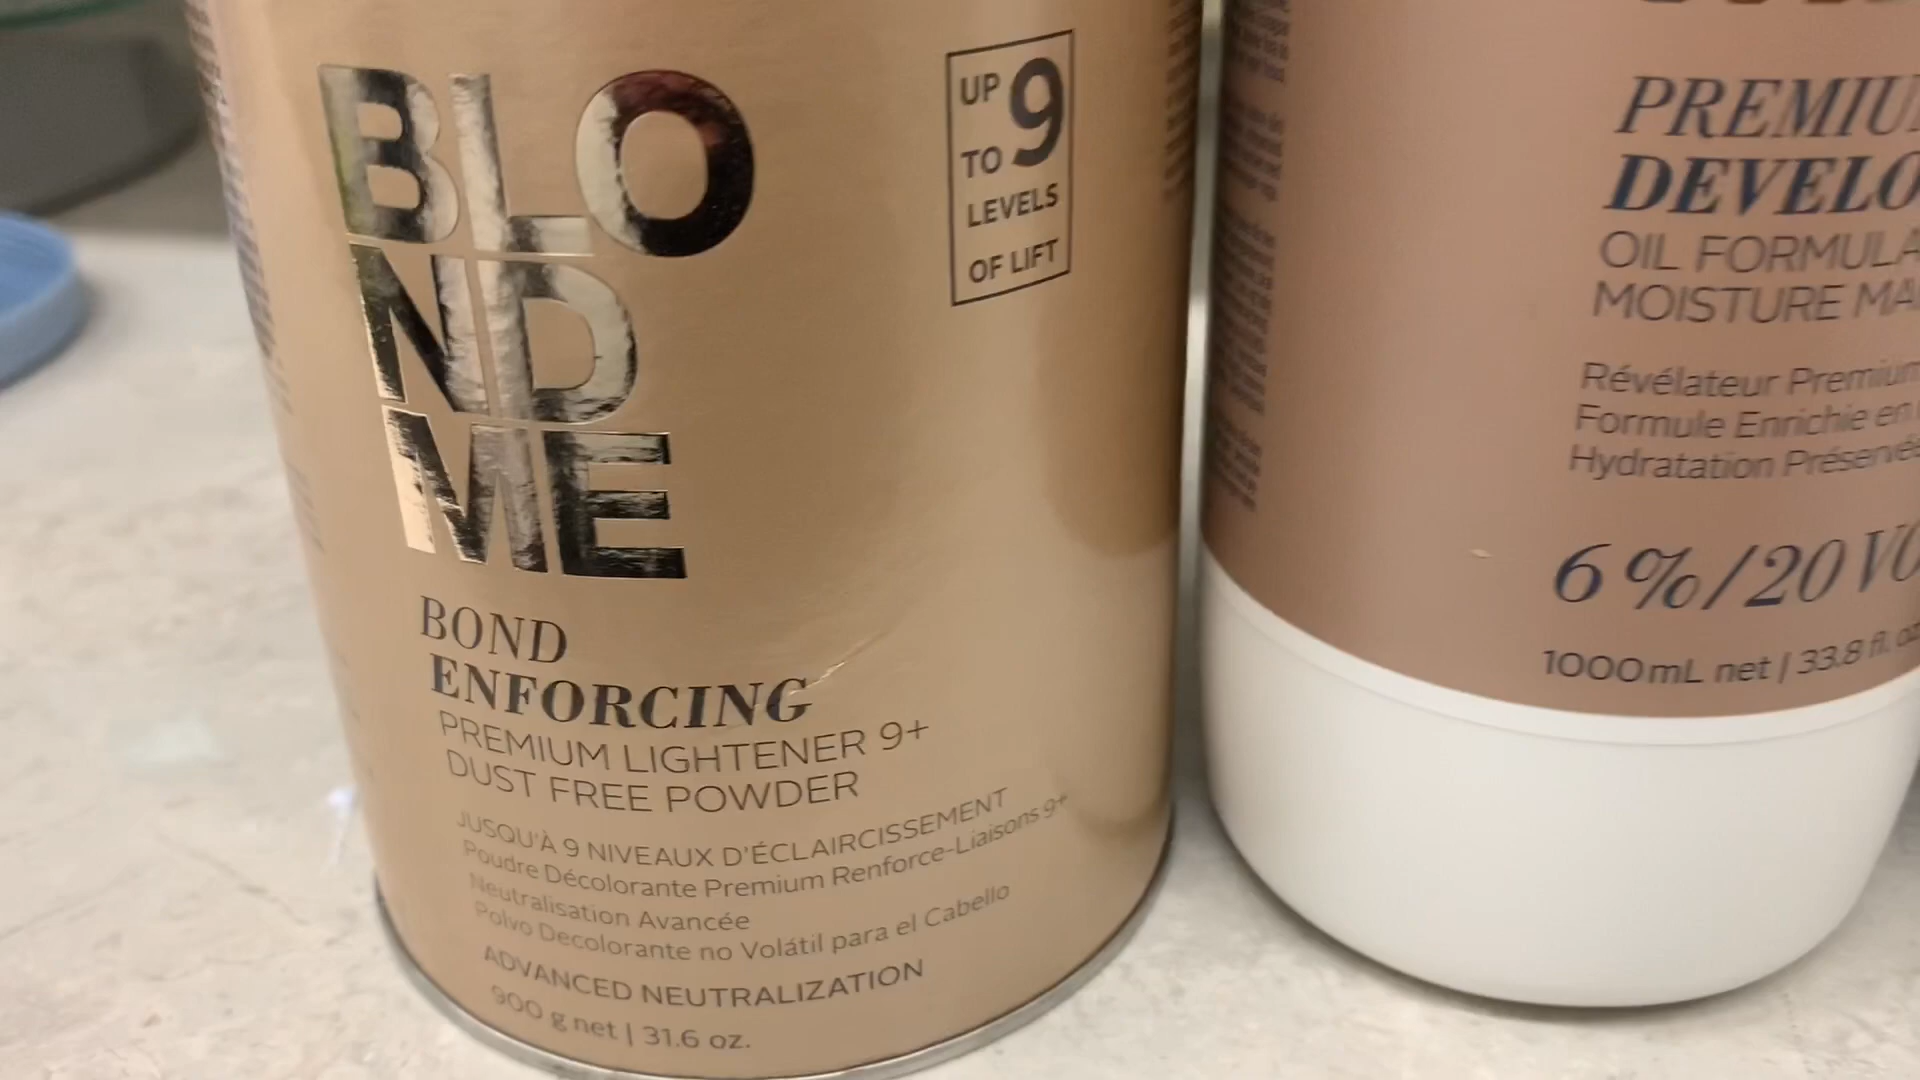 BLO
ND
ME
UP TO 9
LEVELS
OF LIFT
BOND
ENFORCING
PREMIUM LIGHTENER 9+
DUST FREE POWDER
JUSQU'À 9 NIVEAUX D'ÉCLAIRCISSEMENT
Poudre Décolorante Premium Renforce-Liaisons 9+
Neutralisation Avancée
Polvo Decolorante no Volátil para el Cabello
ADVANCED NEUTRALIZATION
900 g net | 31.6 oz.
PREMIU
DEVELO
OIL FORMULA
MOISTURE MA
Révélateur Premium
Formule Enrichie en
Hydratation Préservée
6%/20 VO
1000mL net | 33.8 fl. oz